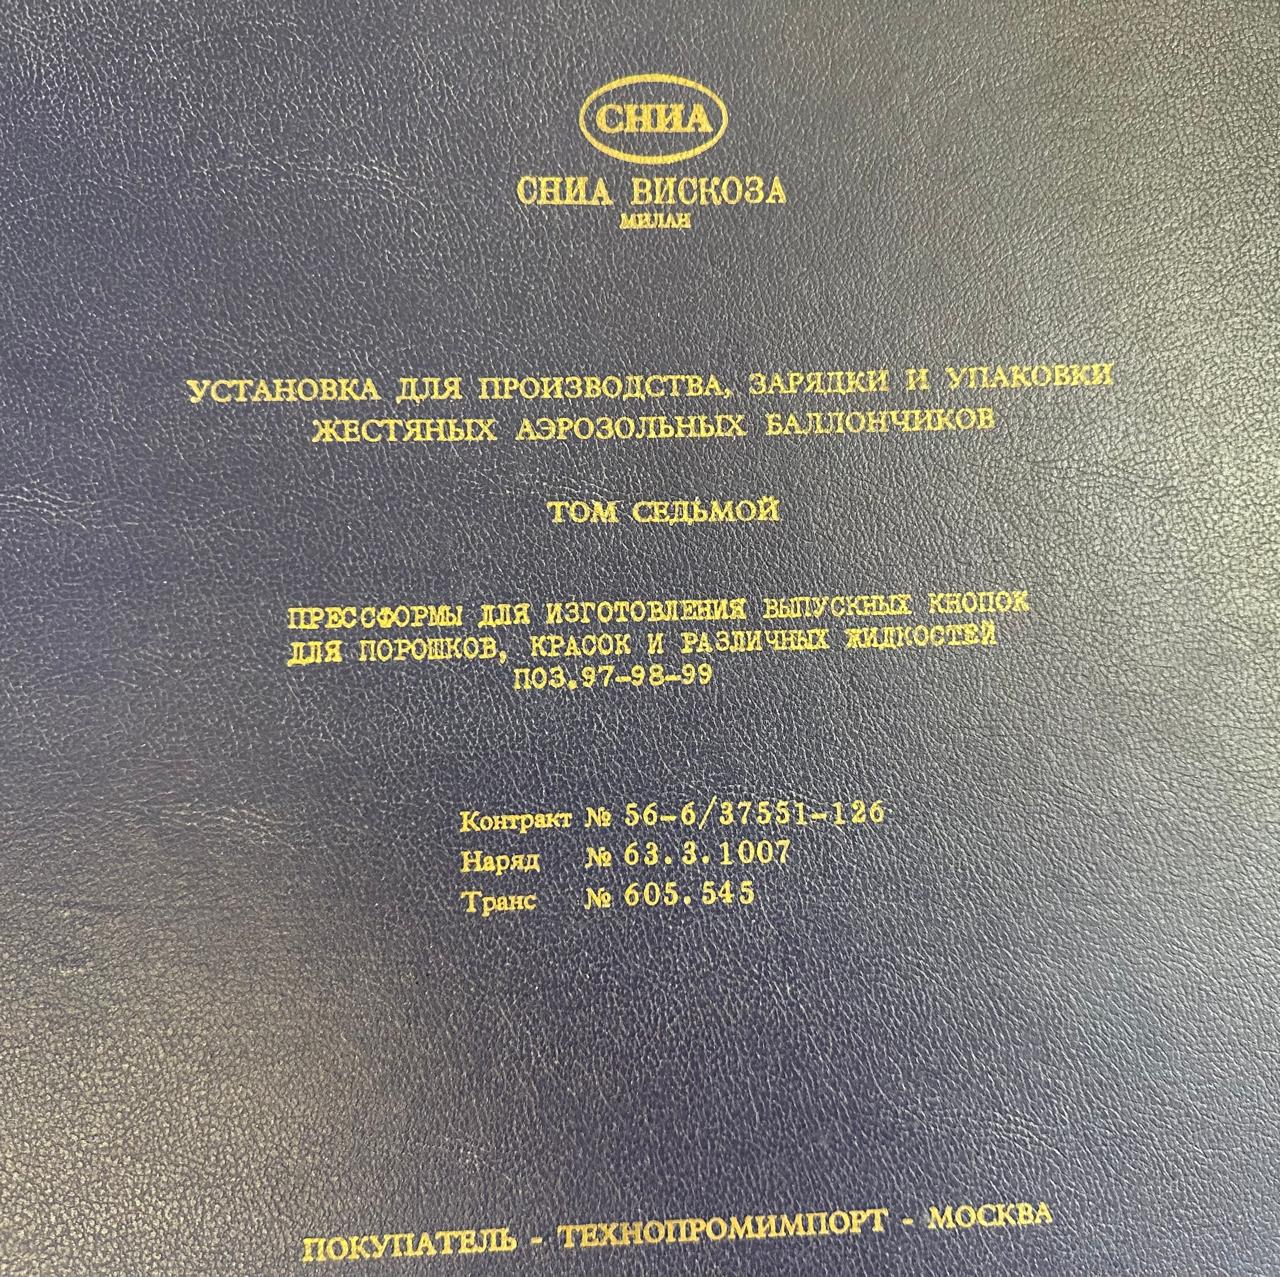 СНИА
СНИА ВИСКОЗА
МИЛАН
УСТАНОВКА ДЛЯ ПРОИЗВОДСТВА, ЗАРЯДКИ И УПАКОВКИ
ЖЕСТЯНЫХ АЭРОЗОЛЬНЫХ БАЛЛОНЧИКОВ
ТОМ СЕДЬМОЙ
ПРЕССФОРМЫ ДЛЯ ИЗГОТОВЛЕНИЯ ВЫПУСКНЫХ КНОПОК
ДЛЯ ПОРОШКОВ, КРАСОК И РАЗЛИЧНЫХ ЖИДКОСТЕЙ
ПОЗ.97-98-99
Контракт № 56-6/37551-126
Наряд № 63.3.1007
Транс № 605.545
ПОКУПАТЕЛЬ - ТЕХНОПРОМИМПОРТ - МОСКВА